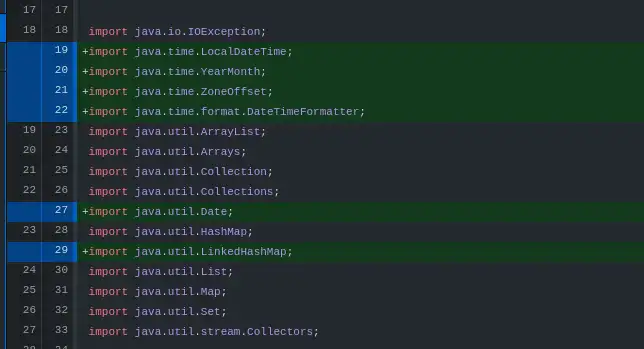 17 17
18 18 import java.io.IOException;
19 +import java.time.LocalDateTime;
20 +import java.time.YearMonth;
21 +import java.time.ZoneOffset;
22 +import java.time.format.DateTimeFormatter;
19 23 import java.util.ArrayList;
20 24 import java.util.Arrays;
21 25 import java.util.Collection;
22 26 import java.util.Collections;
27 +import java.util.Date;
23 28 import java.util.HashMap;
29 +import java.util.LinkedHashMap;
24 30 import java.util.List;
25 31 import java.util.Map;
26 32 import java.util.Set;
27 33 import java.util.stream.Collectors;
28 34